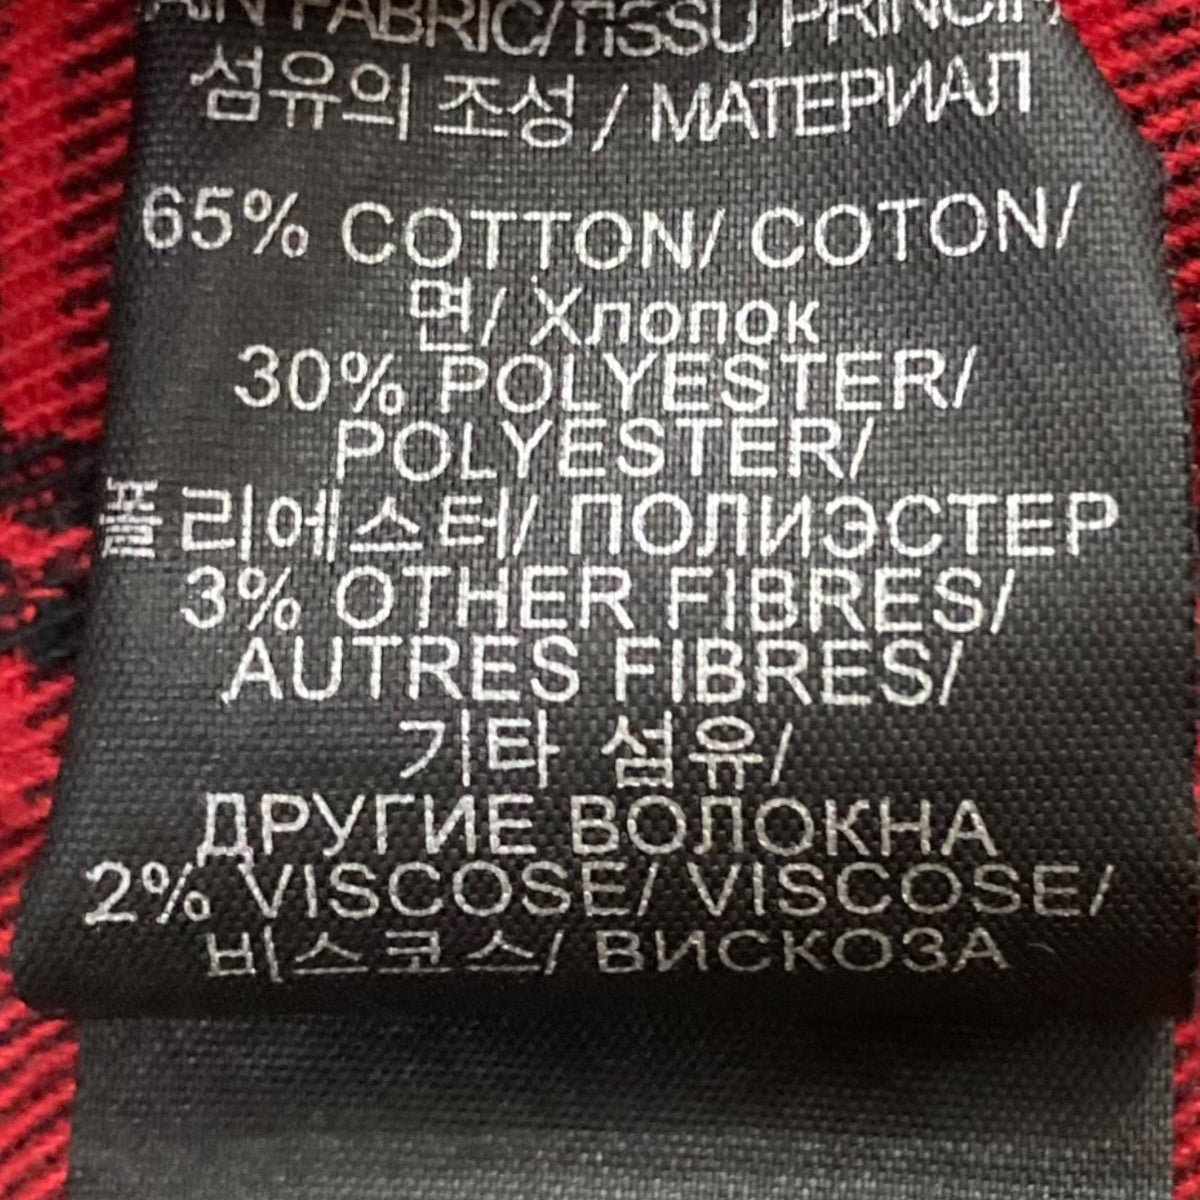 FABRIC/TISSU
섬유의 조성 / МАТЕРИАЛ
65% COTTON/ COTON/
면/ Хлопок
30% POLYESTER/
POLYESTER/
폴리에스터/ ПОЛИЭСТЕР
3% OTHER FIBRES/
AUTRES FIBRES/
기타 섬유/
ДРУГИЕ ВОЛОКНА
2% VISCOSE/ VISCOSE/
비스코스/ ВИСКОЗА